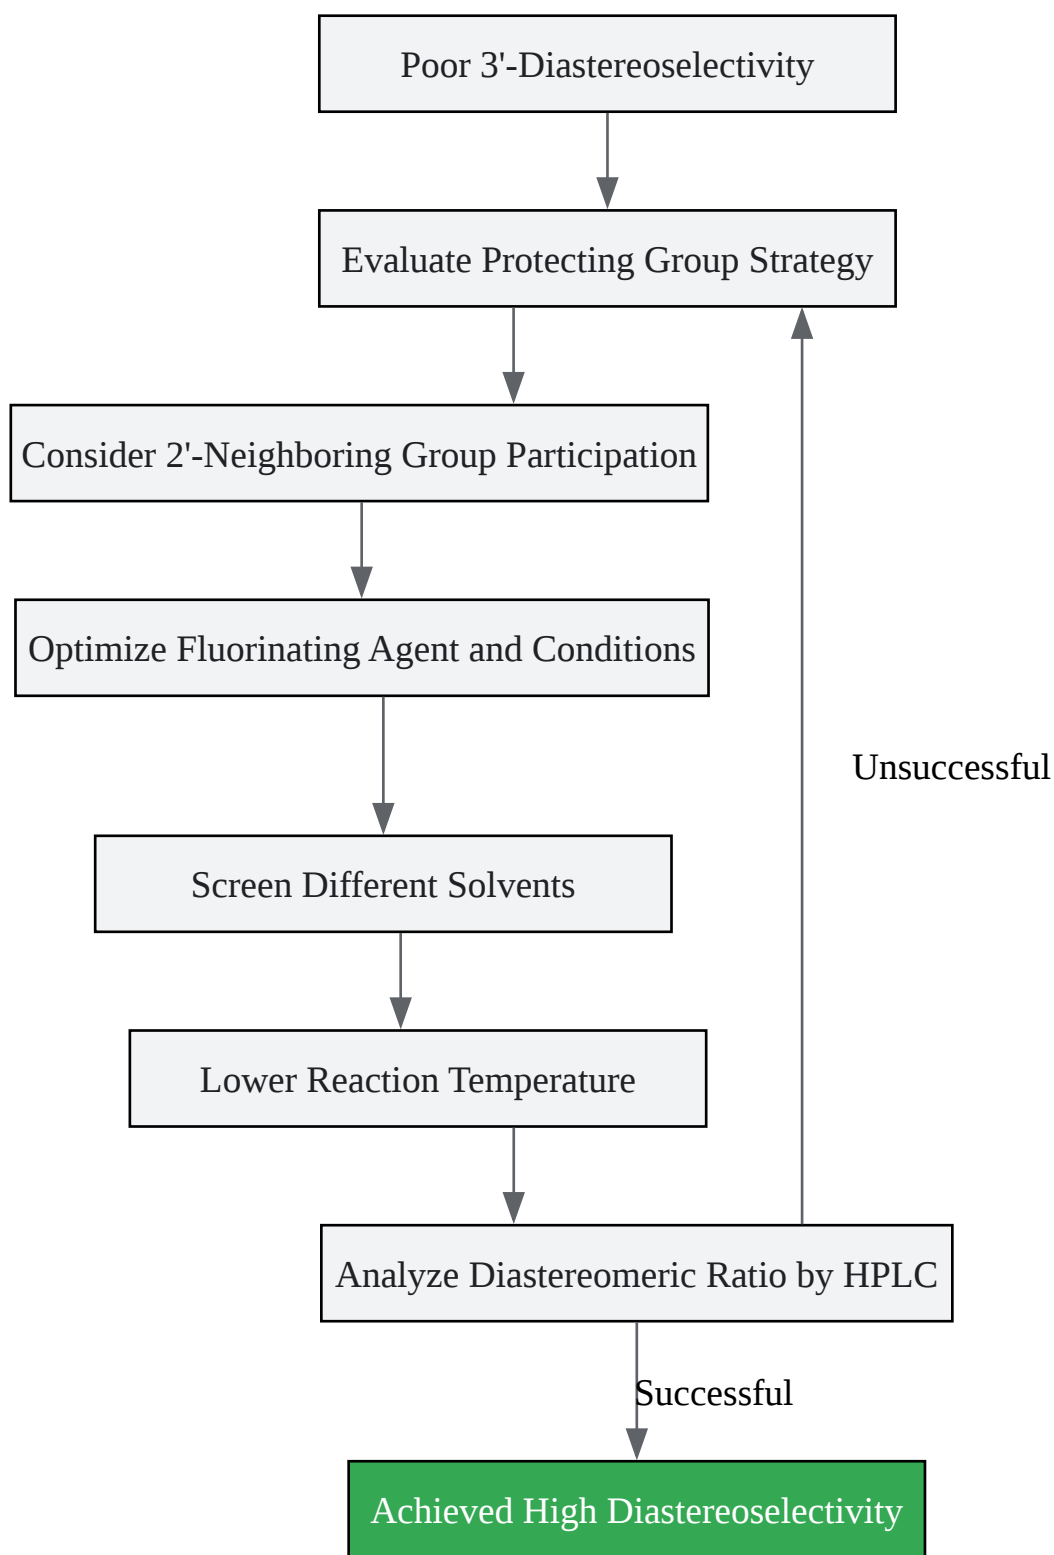 Poor 3'-Diastereoselectivity
Evaluate Protecting Group Strategy
Consider 2'-Neighboring Group Participation
Optimize Fluorinating Agent and Conditions
Unsuccessful
Screen Different Solvents
Lower Reaction Temperature
Analyze Diastereomeric Ratio by HPLC
Successful
Achieved High Diastereoselectivity